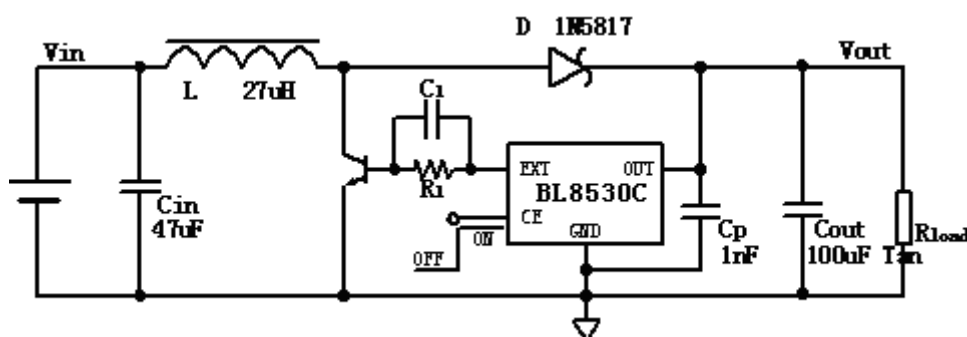 D 1N5817
Vin
Vout
L 27uH
C1
EXT OUT
BL8530C
R1
CE
GND
ON
OFF
Cin
47uF
Cp
1nF
Cout
100uF Tan
Rload